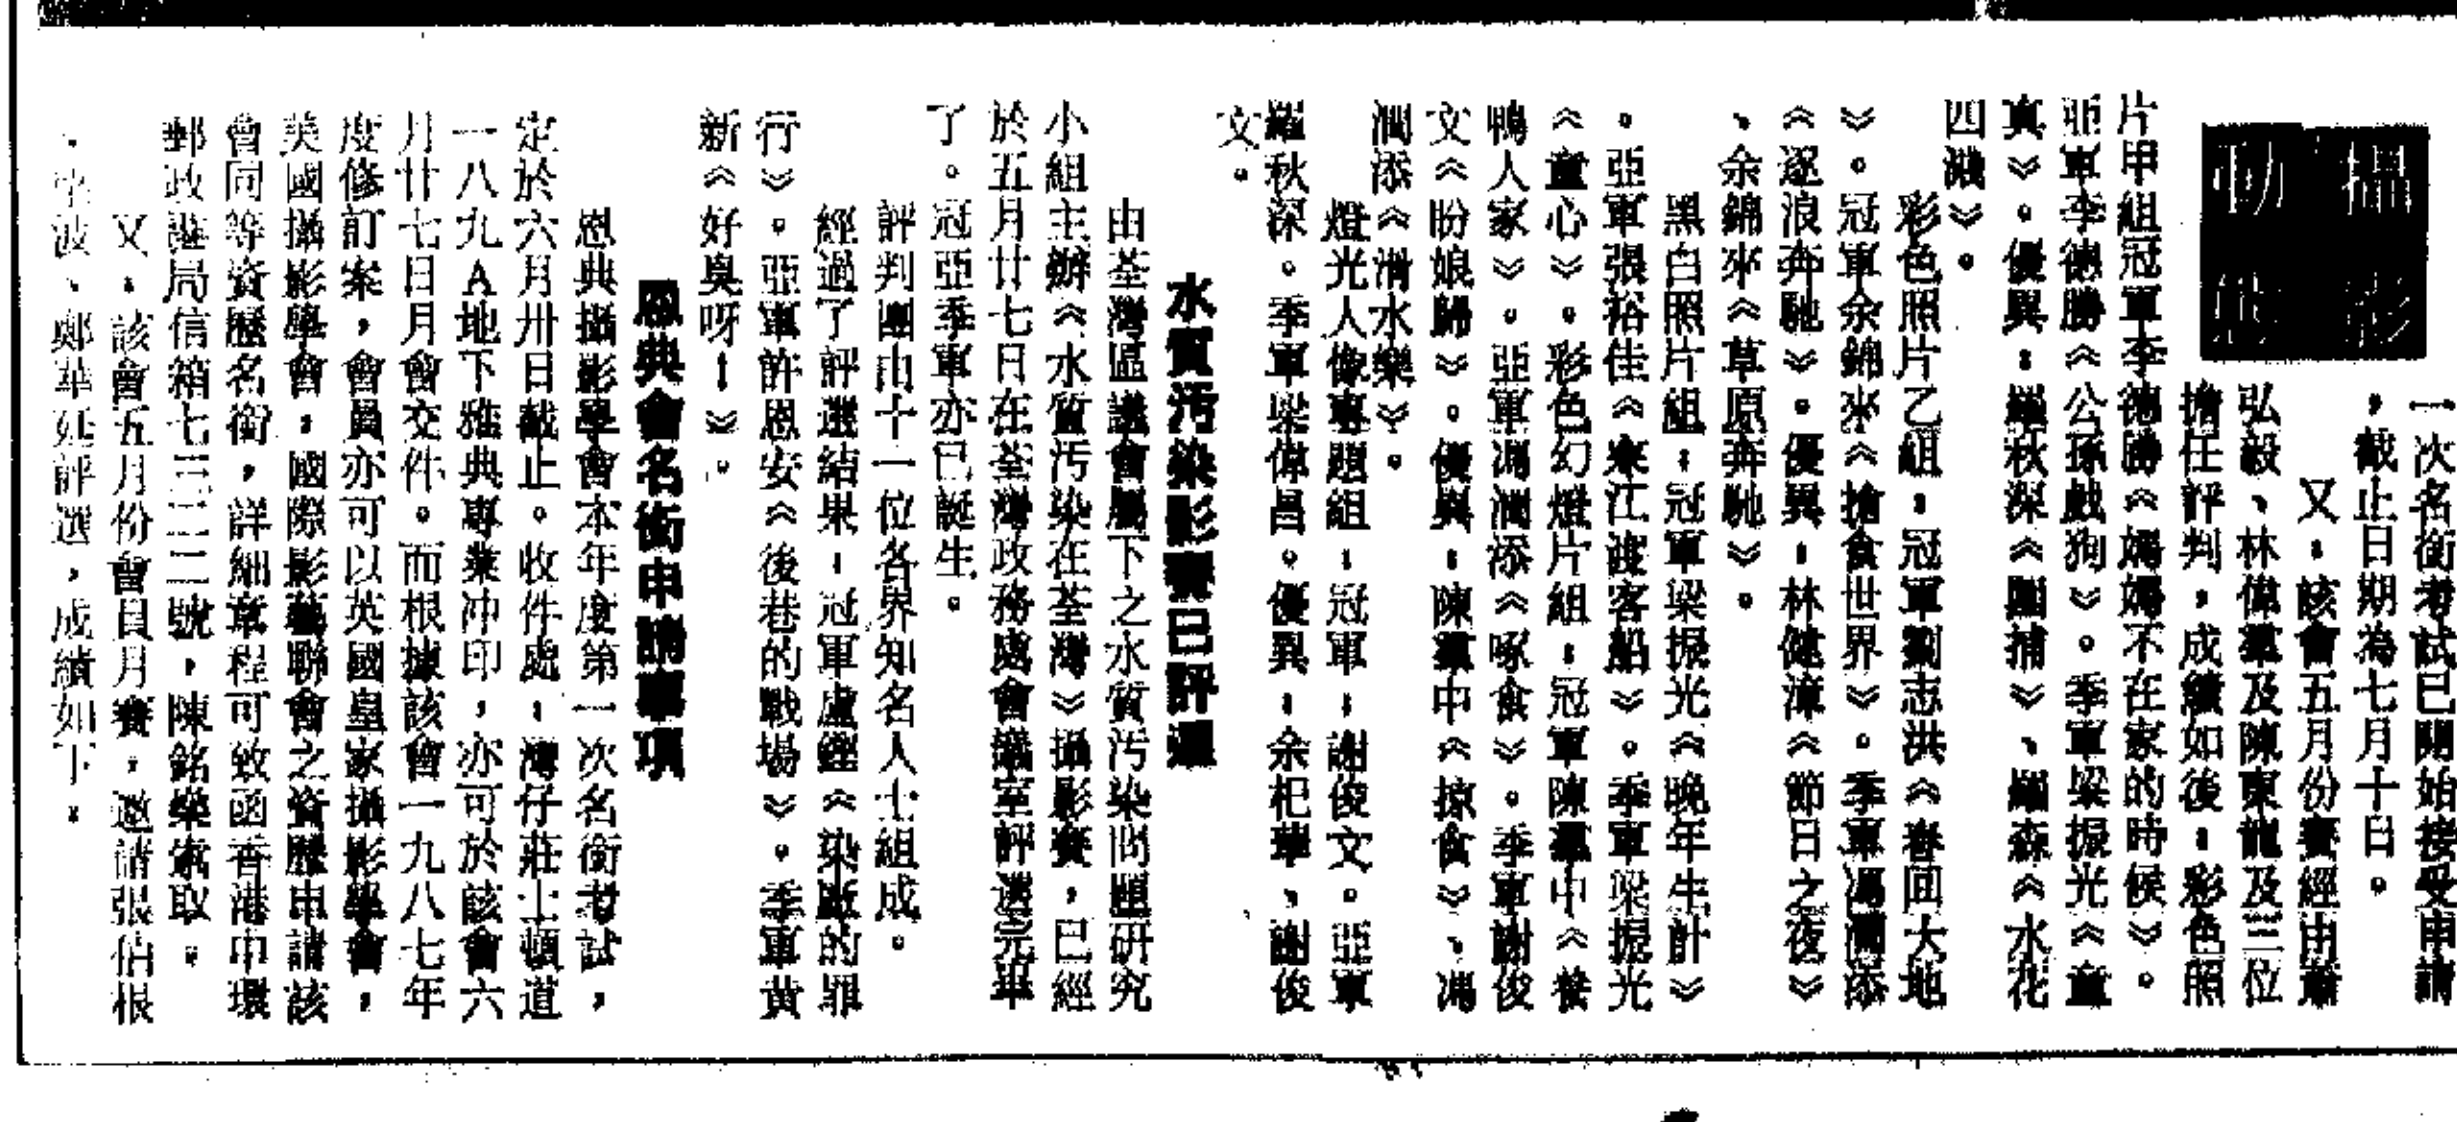 攝影
動態
一次名銜考試已開始接受申請
，截止日期為七月十日。
又：該會五月份賽經由蕭
弘毅、林偉華及陳東龍及三位
擔任評判，成績如後：彩色照
片甲組冠軍李德勝《媽媽不在家的時候》。
亞軍李德勝《公孫戲狗》。季軍梁振光《童
真》。優異：羅秋深《圍捕》、羅森《水花
四濺》。
彩色照片乙組：冠軍劉志洪《春回大地
》。冠軍余錦來《搶食世界》。季軍馮潤添
《逐浪奔馳》。優異：林健漳《節日之夜》
、余錦來《草原奔馳》。
黑白照片組：冠軍梁振光《晚年生計》
。亞軍張裕佳《來江渡客船》。季軍梁振光
《童心》。彩色幻燈片組：冠軍陳中《養
鴨人家》。亞軍馮潤添《啄食》。季軍謝俊
文《盼娘歸》。優異：陳中《掠食》、馮
潤添《滑水樂》。
燈光人像專題組：冠軍：謝俊文。亞軍
羅秋深。季軍梁偉昌。優異：余杞華、謝俊
文。
水質汚染影賽已評選
由荃灣區議會屬下之水質汚染問題研究
小組主辦《水質汚染在荃灣》攝影賽，已經
於五月廿七日在荃灣政務處會議室評選完畢
了。冠亞季軍亦已誕生。
評判團由十一位各界知名人士組成。
經過了評選結果：冠軍盧經《染廠的罪
行》。亞軍許恩安《後巷的戰場》。季軍黃
新《好臭呀！》。
恩典會名銜申請事項
恩典攝影學會本年度第一次名銜考試，
定於六月卅日截止。收件處：灣仔莊士頓道
一八九A地下雅典專業冲印，亦可於該會六
月廿七日月會交件。而根據該會一九八七年
度修訂案，會員亦可以英國皇家攝影學會，
美國攝影學會，國際影藝聯會之資歷申請該
會同等資歷名銜，詳細章程可致函香港中環
郵政總局信箱七三三二號，陳銘樂索取。
又：該會五月份會員月賽，邀請張佰根
、波、鄭華廷評選，成績如下：